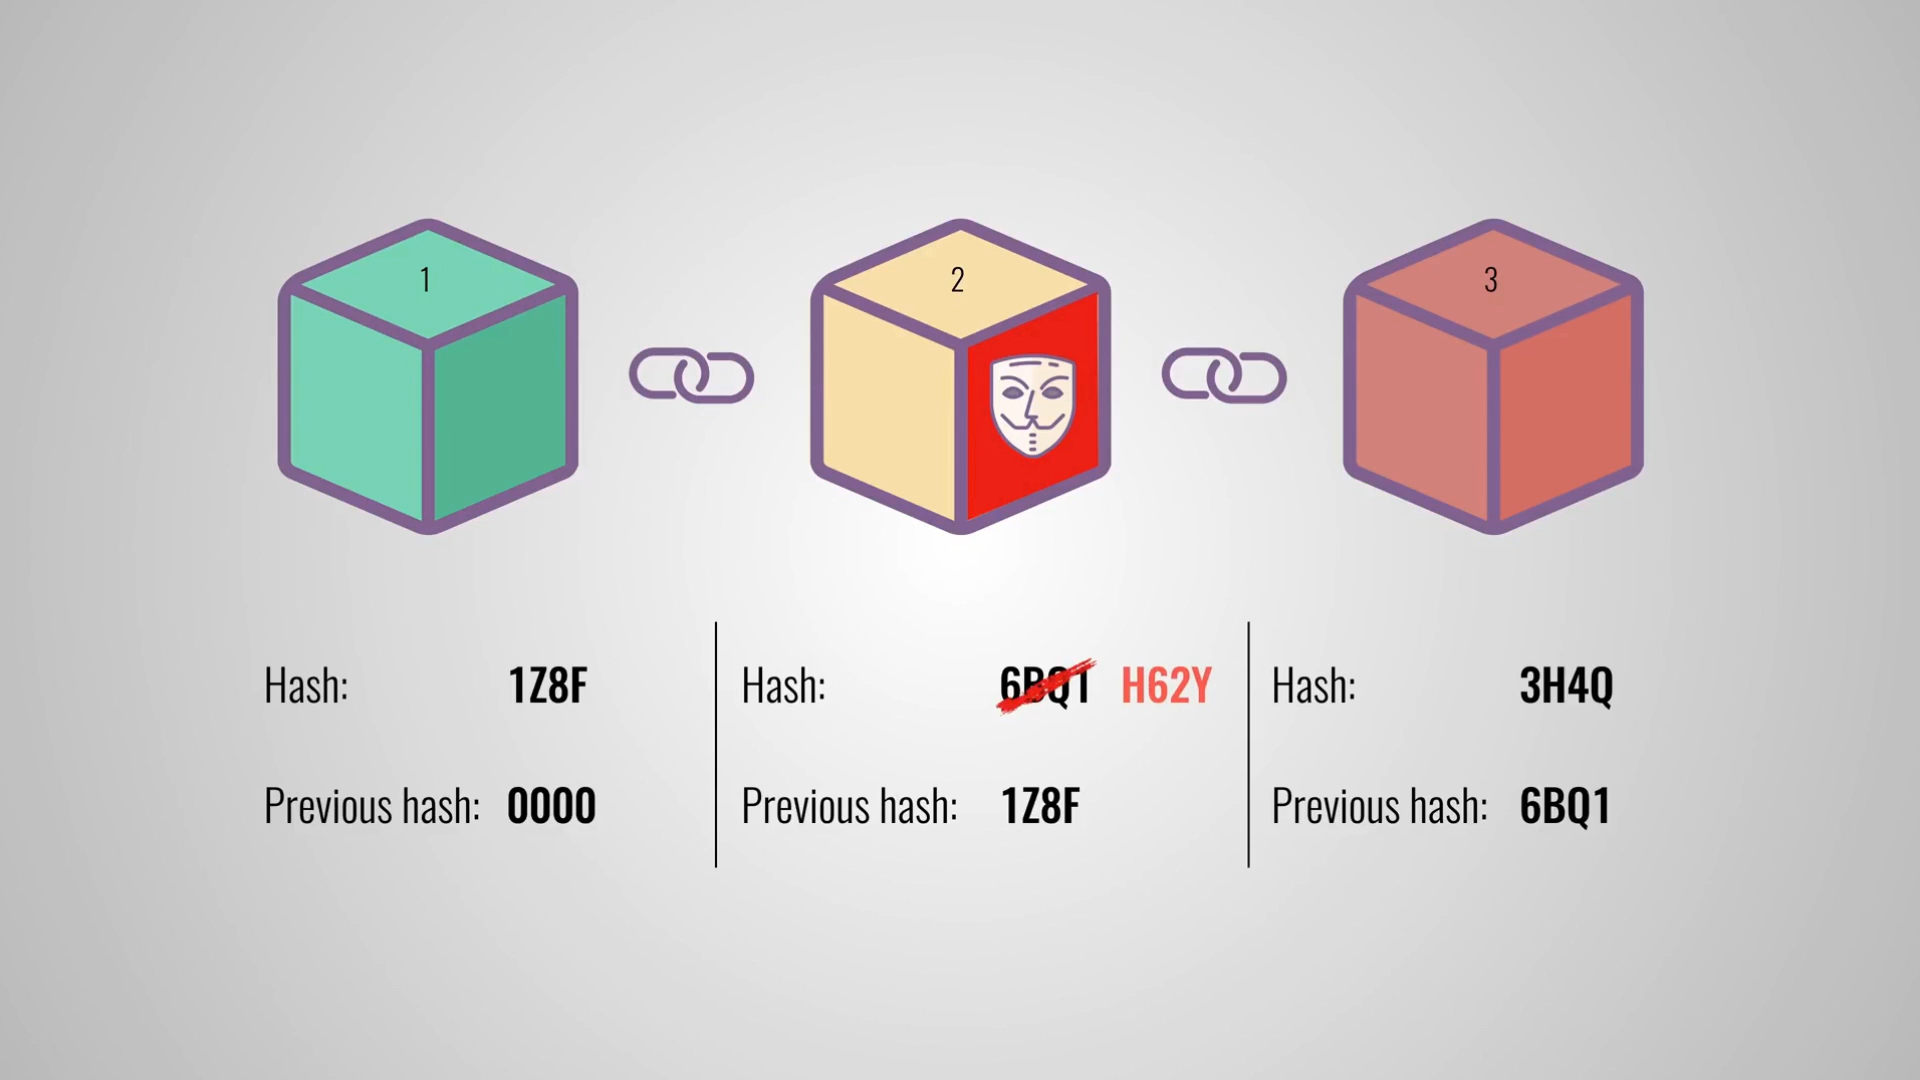 1
2
3
Hash: 1Z8F
Previous hash: 0000
Hash: 6BQ1 H62Y
Previous hash: 1Z8F
Hash: 3H4Q
Previous hash: 6BQ1